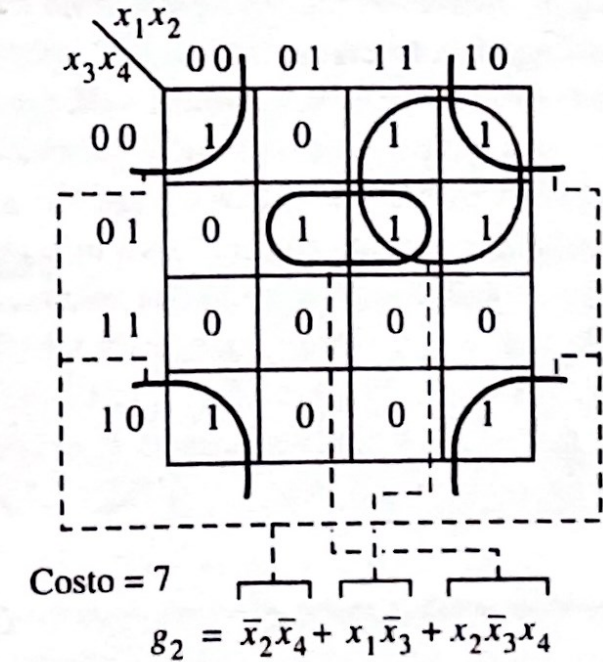 x₁x₂
x₃x₄ 00 01 11 10
00 1 0 1 1
01 0 1 1 1
11 0 0 0 0
10 1 0 0 1
Costo = 7
g₂ = x̄₂x̄₄ + x₁x̄₃ + x₂x̄₃x₄